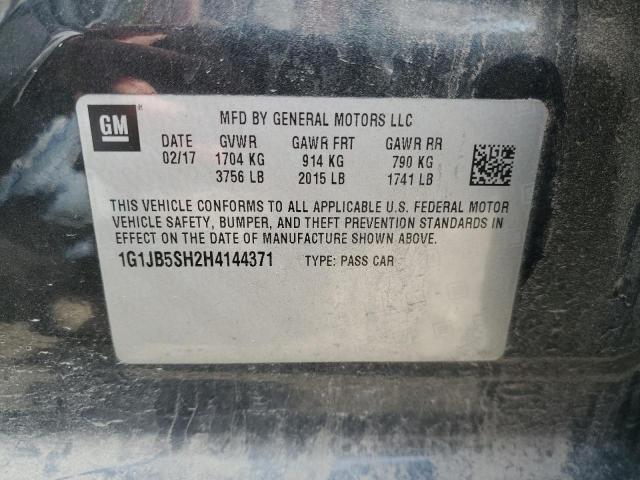 GM
MFD BY GENERAL MOTORS LLC
DATE GVWR GAWR FRT GAWR RR
02/17 1704 KG 914 KG 790 KG
3756 LB 2015 LB 1741 LB
THIS VEHICLE CONFORMS TO ALL APPLICABLE U.S. FEDERAL MOTOR
VEHICLE SAFETY, BUMPER, AND THEFT PREVENTION STANDARDS IN
EFFECT ON THE DATE OF MANUFACTURE SHOWN ABOVE.
1G1JB5SH2H4144371 TYPE: PASS CAR